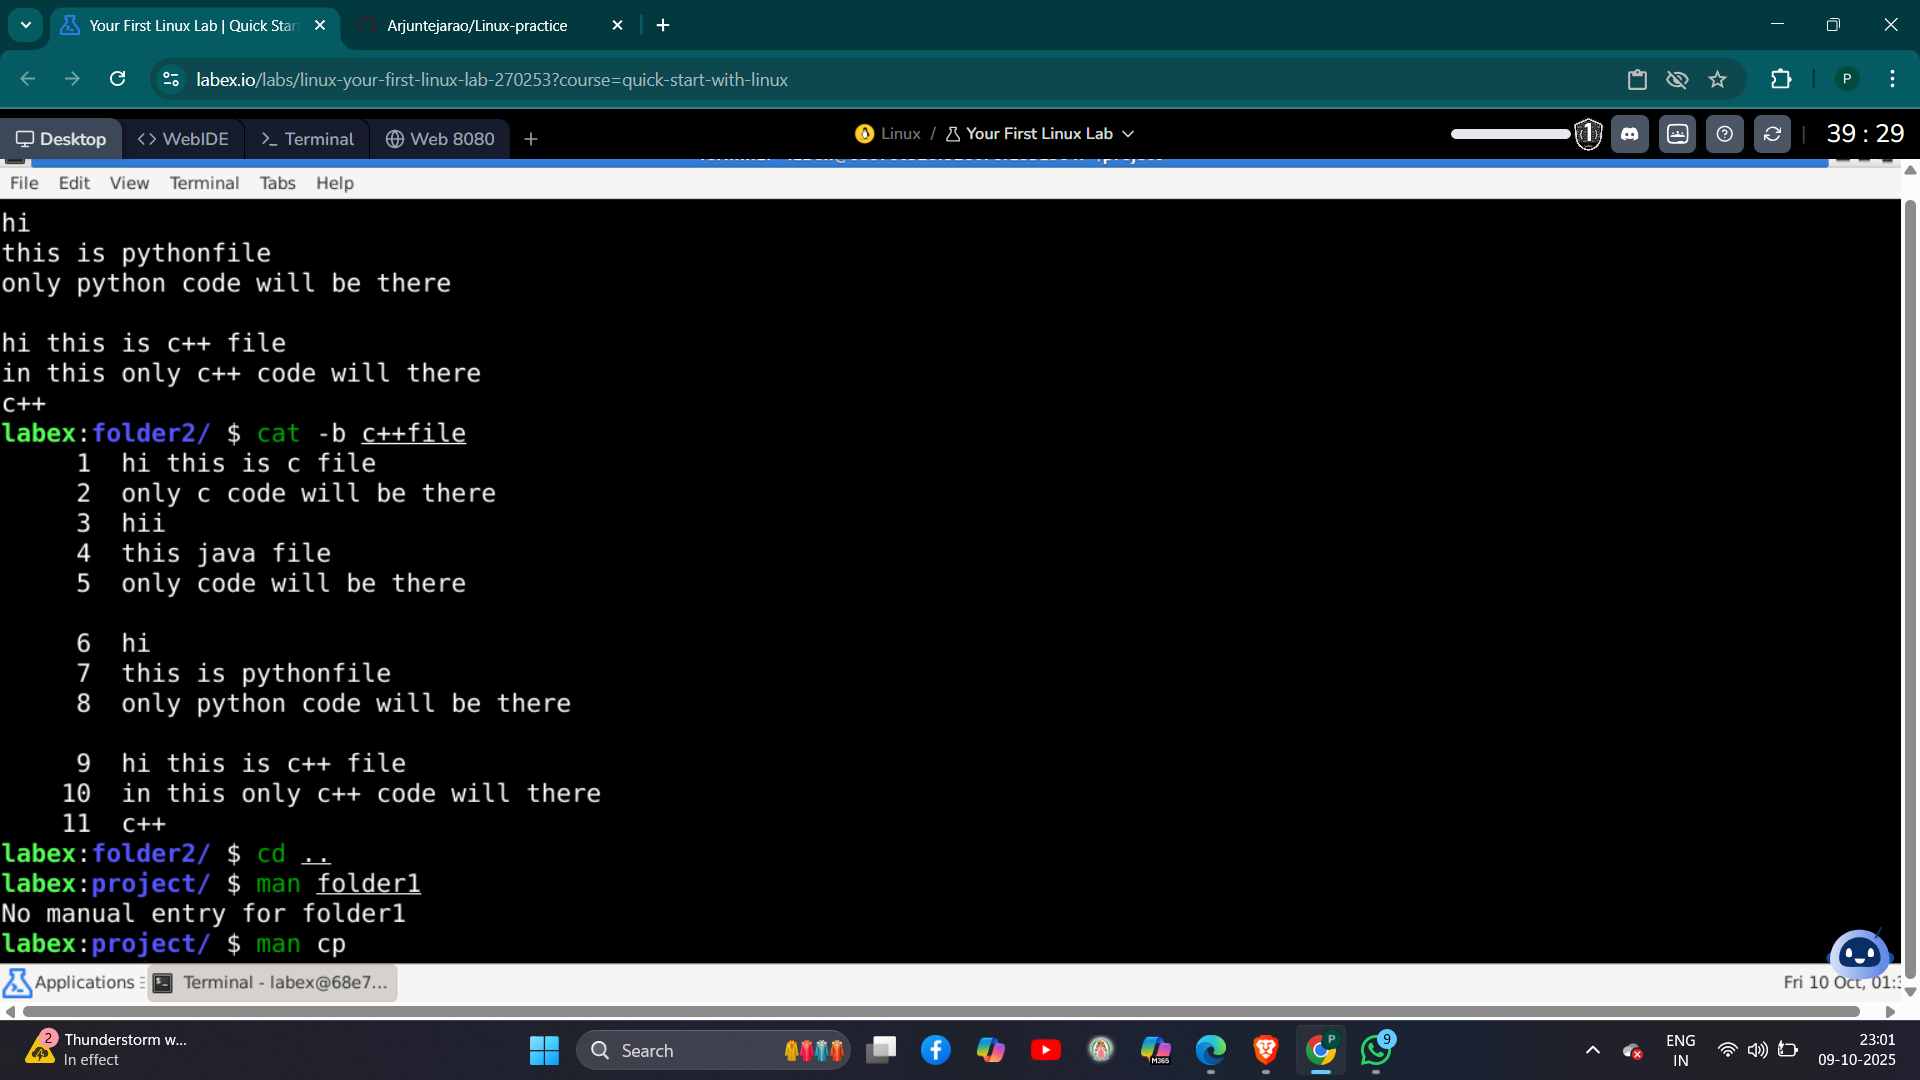 Your First Linux Lab | Quick Star
Arjuntejarao/Linux-practice
labex.io/labs/linux-your-first-linux-lab-270253?course=quick-start-with-linux
P
Desktop
WebIDE
Terminal
Web 8080
Linux / Your First Linux Lab
1
39 : 29
File Edit View Terminal Tabs Help
hi
this is pythonfile
only python code will be there
hi this is c++ file
in this only c++ code will there
c++
labex:folder2/ $ cat -b c++file
1 hi this is c file
2 only c code will be there
3 hii
4 this java file
5 only code will be there
6 hi
7 this is pythonfile
8 only python code will be there
9 hi this is c++ file
10 in this only c++ code will there
11 c++
labex:folder2/ $ cd ..
labex:project/ $ man folder1
No manual entry for folder1
labex:project/ $ man cp
Applications
Terminal - labex@68e7...
Fri 10 Oct, 01:3
2
Thunderstorm w...
In effect
Search
M365
P
9
ENG
IN
23:01
09-10-2025